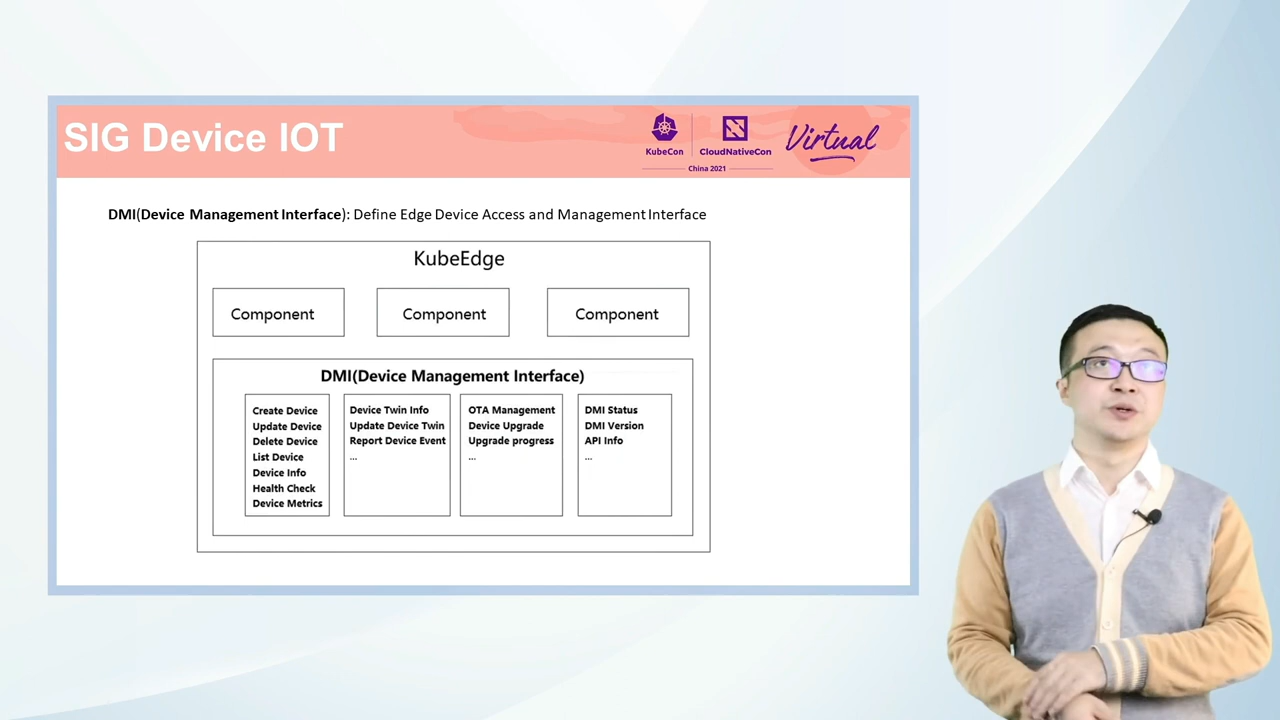 SIG Device IOT
KubeCon
CloudNativeCon
Virtual
China 2021
DMI(Device Management Interface): Define Edge Device Access and Management Interface
KubeEdge
Component
Component
Component
DMI(Device Management Interface)
Create Device
Update Device
Delete Device
List Device
Device Info
Health Check
Device Metrics
Device Twin Info
Update Device Twin
Report Device Event
...
OTA Management
Device Upgrade
Upgrade progress
...
DMI Status
DMI Version
API Info
...